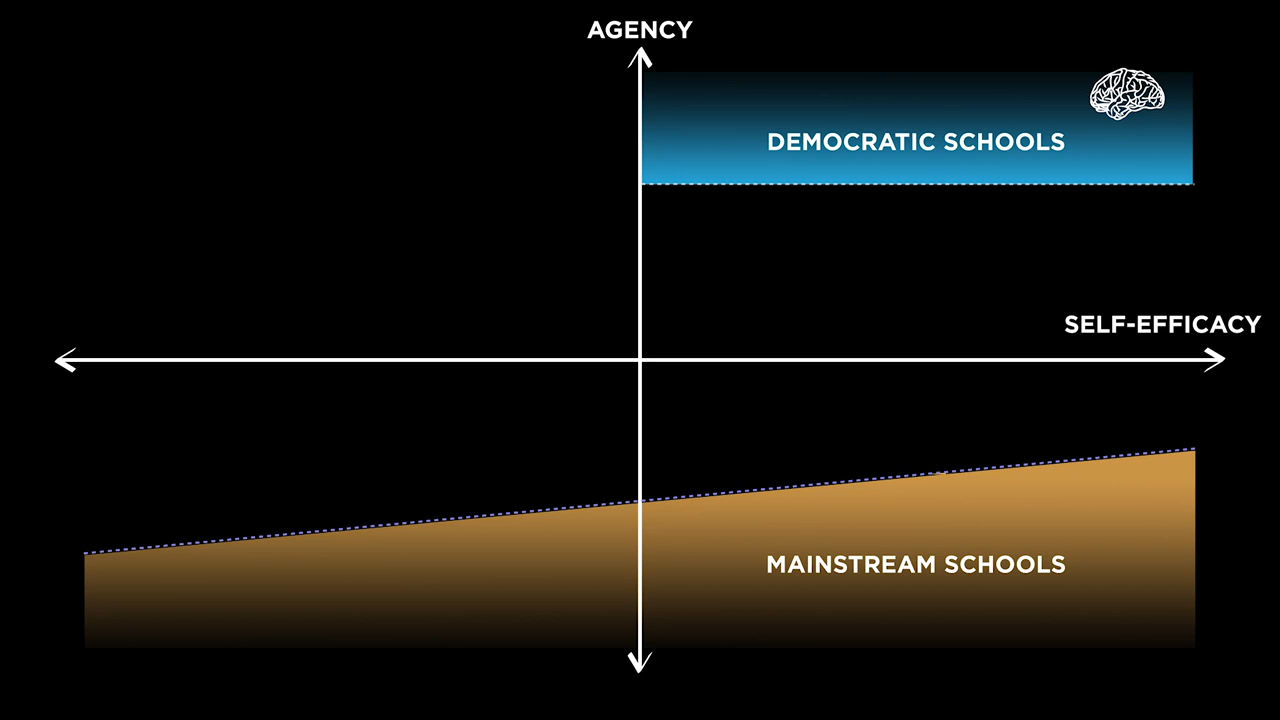 AGENCY
DEMOCRATIC SCHOOLS
SELF-EFFICACY
MAINSTREAM SCHOOLS